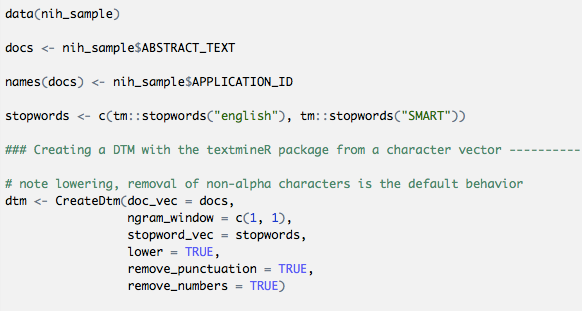 data(nih_sample)
docs <- nih_sample$ABSTRACT_TEXT
names(docs) <- nih_sample$APPLICATION_ID
stopwords <- c(tm::stopwords("english"), tm::stopwords("SMART"))
### Creating a DTM with the textmineR package from a character vector ----------
# note lowering, removal of non-alpha characters is the default behavior
dtm <- CreateDtm(doc_vec = docs,
ngram_window = c(1, 1),
stopword_vec = stopwords,
lower = TRUE,
remove_punctuation = TRUE,
remove_numbers = TRUE)